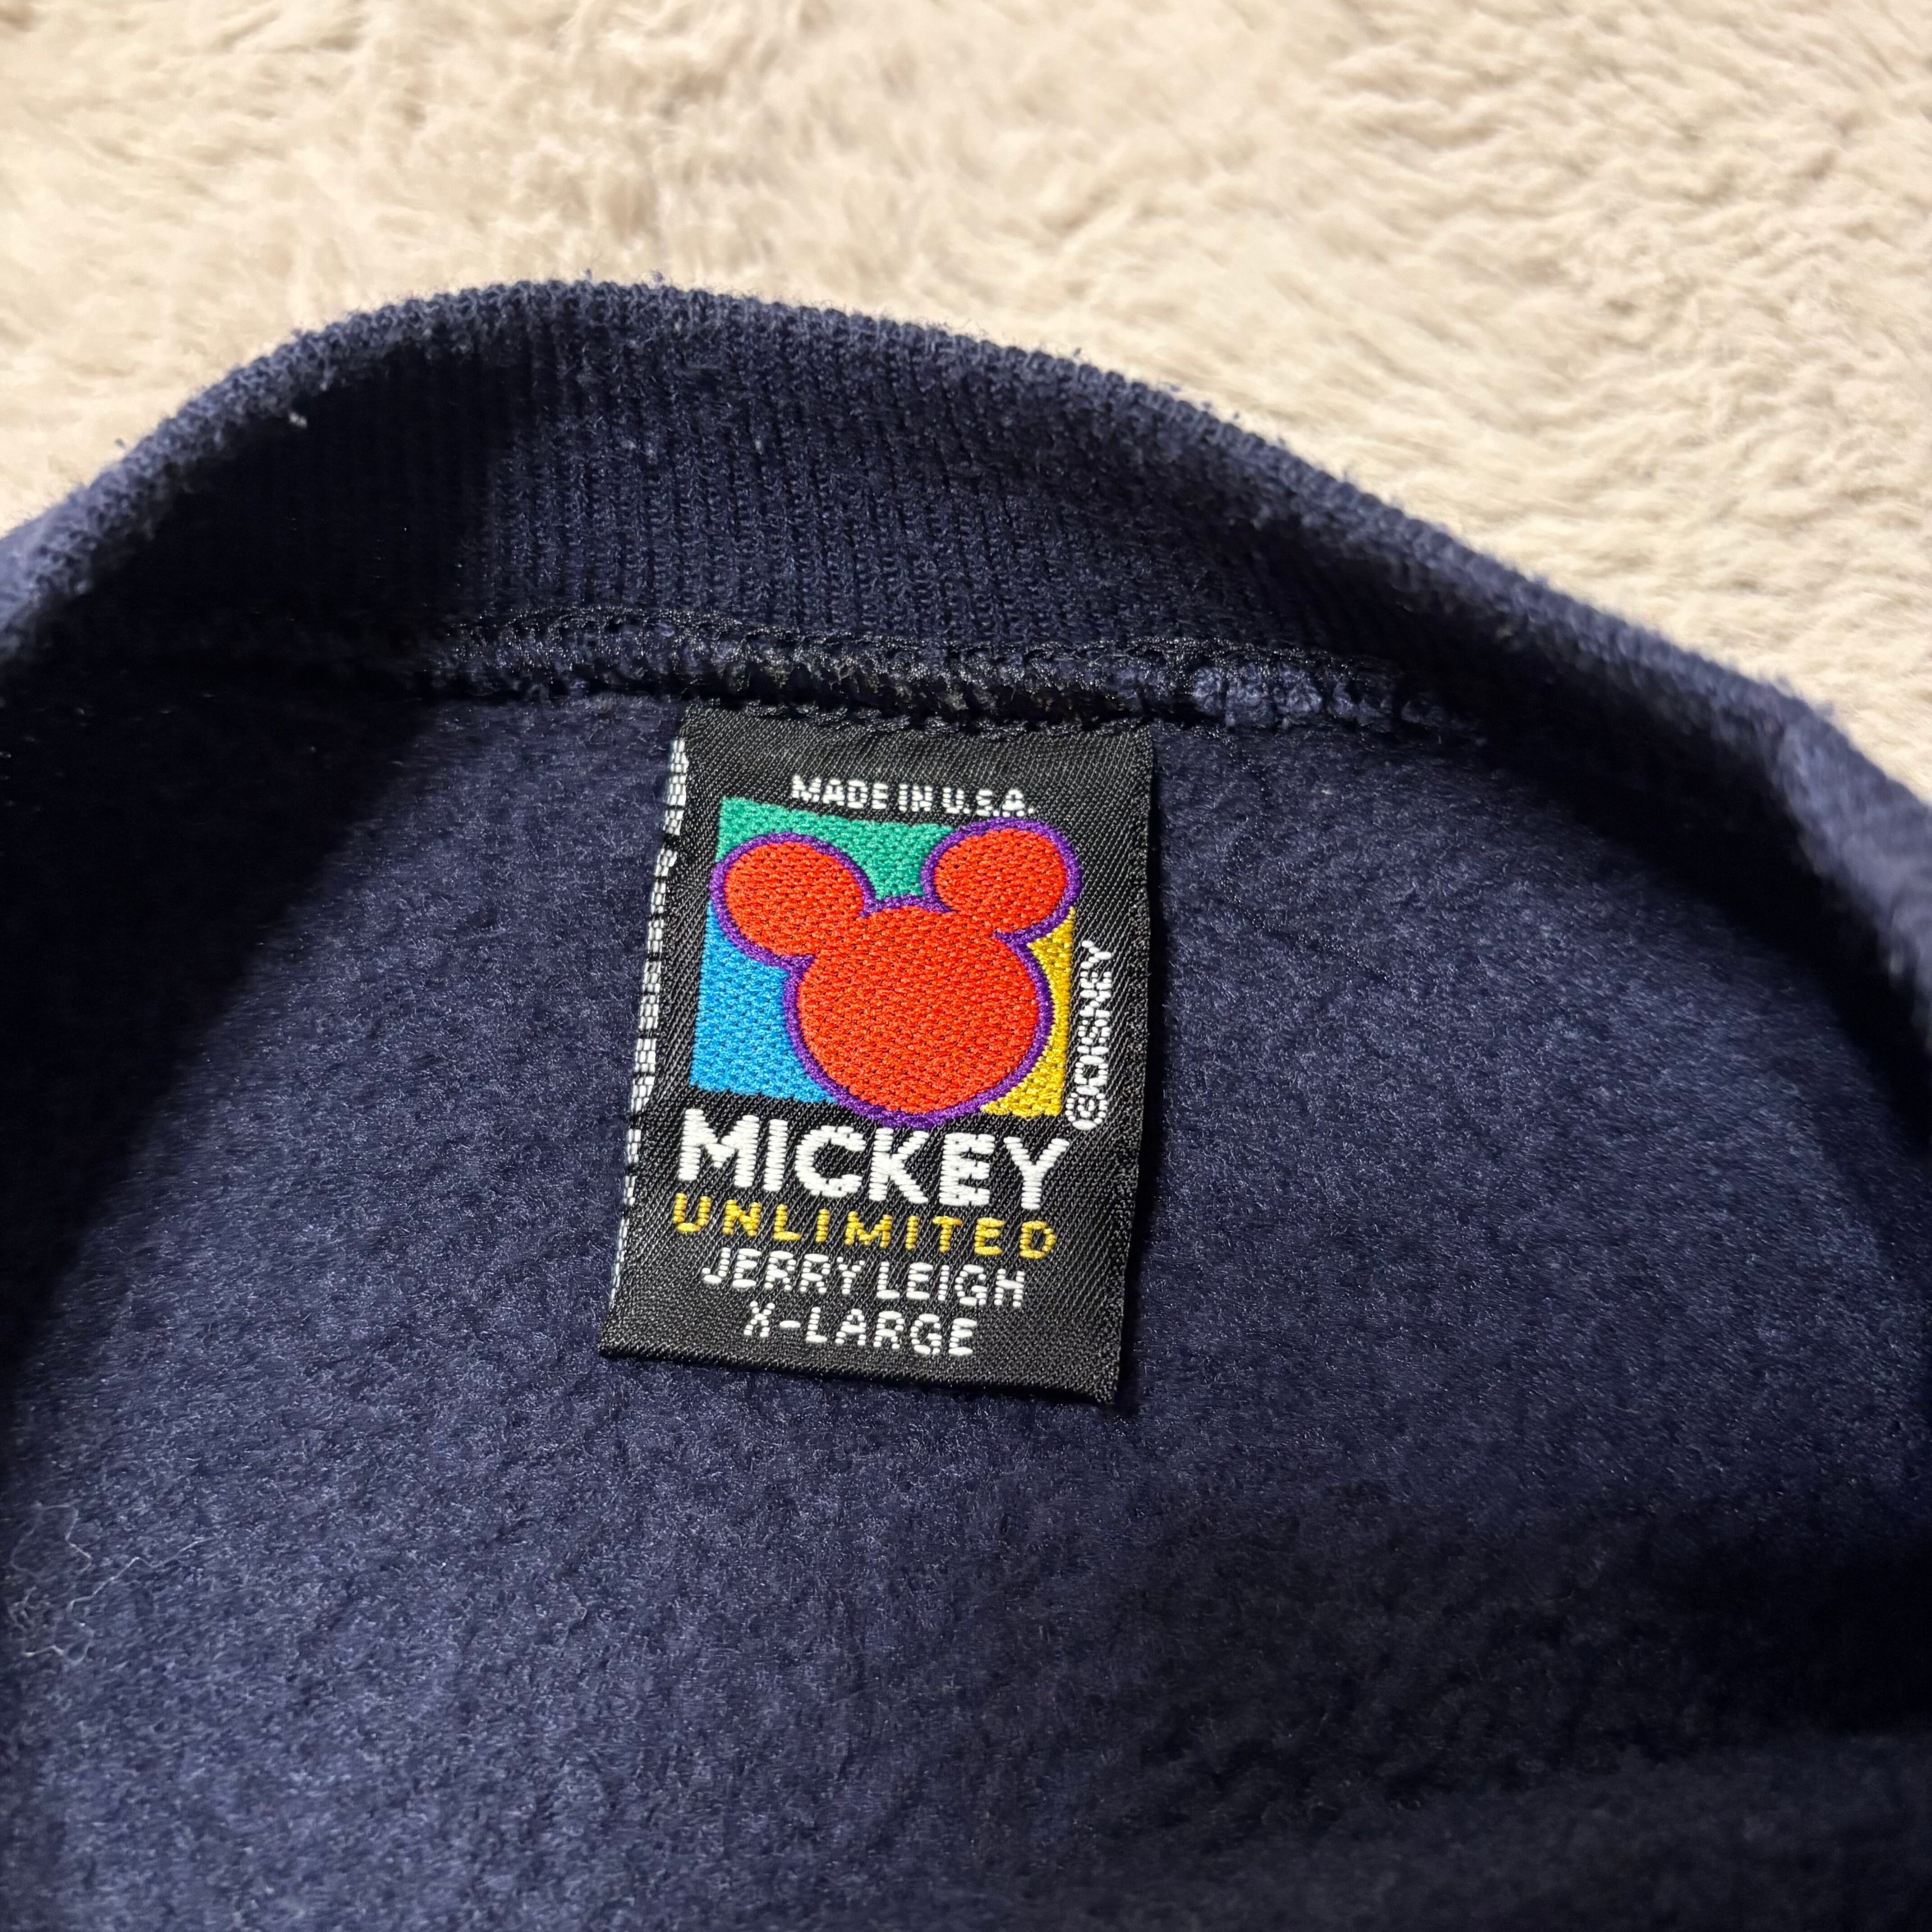 MADE IN U.S.A.
©DISNEY
MICKEY
UNLIMITED
JERRY LEIGH
X-LARGE